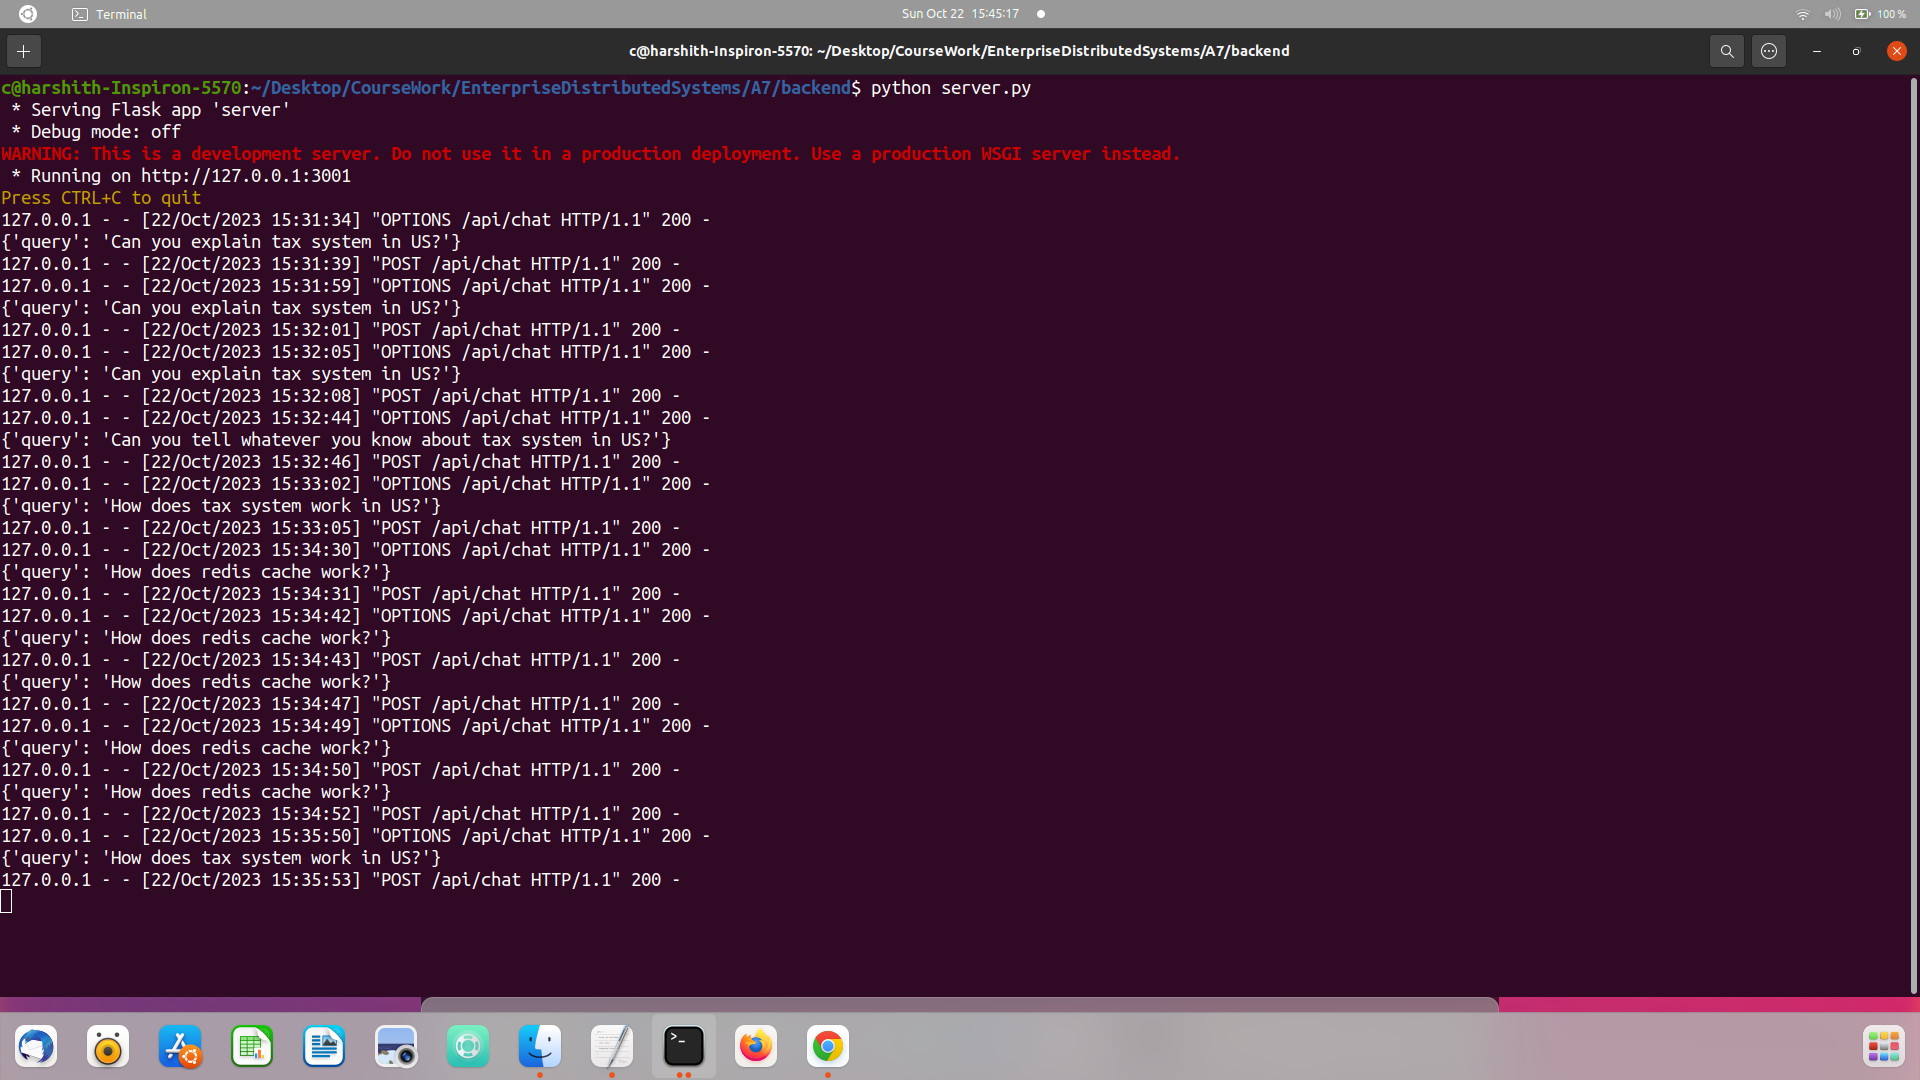 Terminal
Sun Oct 22 15:45:17
100 %
c@harshith-Inspiron-5570: ~/Desktop/CourseWork/EnterpriseDistributedSystems/A7/backend
c@harshith-Inspiron-5570:~/Desktop/CourseWork/EnterpriseDistributedSystems/A7/backend$ python server.py
 * Serving Flask app 'server'
 * Debug mode: off
WARNING: This is a development server. Do not use it in a production deployment. Use a production WSGI server instead.
 * Running on http://127.0.0.1:3001
Press CTRL+C to quit
127.0.0.1 - - [22/Oct/2023 15:31:34] "OPTIONS /api/chat HTTP/1.1" 200 -
{'query': 'Can you explain tax system in US?'}
127.0.0.1 - - [22/Oct/2023 15:31:39] "POST /api/chat HTTP/1.1" 200 -
127.0.0.1 - - [22/Oct/2023 15:31:59] "OPTIONS /api/chat HTTP/1.1" 200 -
{'query': 'Can you explain tax system in US?'}
127.0.0.1 - - [22/Oct/2023 15:32:01] "POST /api/chat HTTP/1.1" 200 -
127.0.0.1 - - [22/Oct/2023 15:32:05] "OPTIONS /api/chat HTTP/1.1" 200 -
{'query': 'Can you explain tax system in US?'}
127.0.0.1 - - [22/Oct/2023 15:32:08] "POST /api/chat HTTP/1.1" 200 -
127.0.0.1 - - [22/Oct/2023 15:32:44] "OPTIONS /api/chat HTTP/1.1" 200 -
{'query': 'Can you tell whatever you know about tax system in US?'}
127.0.0.1 - - [22/Oct/2023 15:32:46] "POST /api/chat HTTP/1.1" 200 -
127.0.0.1 - - [22/Oct/2023 15:33:02] "OPTIONS /api/chat HTTP/1.1" 200 -
{'query': 'How does tax system work in US?'}
127.0.0.1 - - [22/Oct/2023 15:33:05] "POST /api/chat HTTP/1.1" 200 -
127.0.0.1 - - [22/Oct/2023 15:34:30] "OPTIONS /api/chat HTTP/1.1" 200 -
{'query': 'How does redis cache work?'}
127.0.0.1 - - [22/Oct/2023 15:34:31] "POST /api/chat HTTP/1.1" 200 -
127.0.0.1 - - [22/Oct/2023 15:34:42] "OPTIONS /api/chat HTTP/1.1" 200 -
{'query': 'How does redis cache work?'}
127.0.0.1 - - [22/Oct/2023 15:34:43] "POST /api/chat HTTP/1.1" 200 -
{'query': 'How does redis cache work?'}
127.0.0.1 - - [22/Oct/2023 15:34:47] "POST /api/chat HTTP/1.1" 200 -
127.0.0.1 - - [22/Oct/2023 15:34:49] "OPTIONS /api/chat HTTP/1.1" 200 -
{'query': 'How does redis cache work?'}
127.0.0.1 - - [22/Oct/2023 15:34:50] "POST /api/chat HTTP/1.1" 200 -
{'query': 'How does redis cache work?'}
127.0.0.1 - - [22/Oct/2023 15:34:52] "POST /api/chat HTTP/1.1" 200 -
127.0.0.1 - - [22/Oct/2023 15:35:50] "OPTIONS /api/chat HTTP/1.1" 200 -
{'query': 'How does tax system work in US?'}
127.0.0.1 - - [22/Oct/2023 15:35:53] "POST /api/chat HTTP/1.1" 200 -